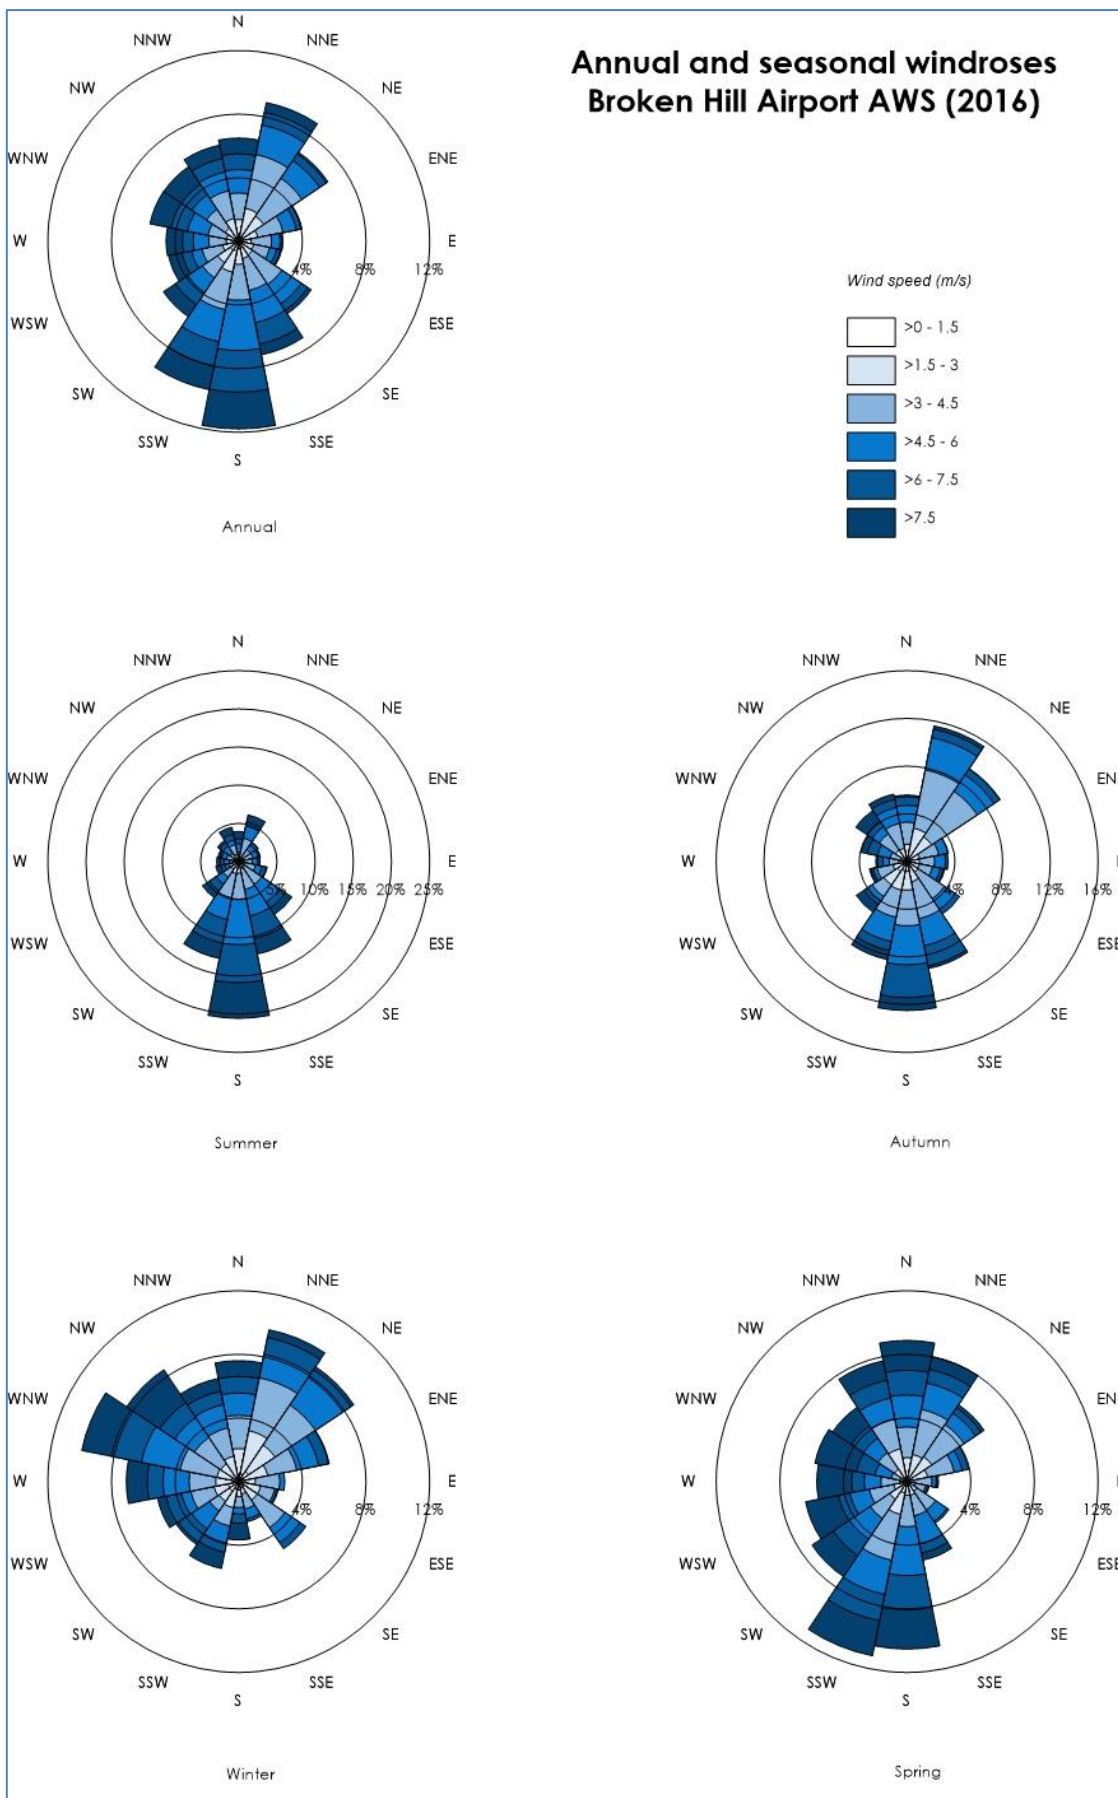 Annual and seasonal windroses
Broken Hill Airport AWS (2016)
N
NNW
NNE
NW
NE
WNW
ENE
W
E
4%
8%
12%
WSW
ESE
SW
SE
SSW
SSE
S
Annual
Wind speed (m/s)
>0 - 1.5
>1.5 - 3
>3 - 4.5
>4.5 - 6
>6 - 7.5
>7.5
N
NNW
NNE
NW
NE
WNW
ENE
W
E
5%
10%
15%
20%
25%
WSW
ESE
SW
SE
SSW
SSE
S
Summer
N
NNW
NNE
NW
NE
WNW
EN
W
4%
8%
12%
16%
WSW
ESE
SW
SE
SSW
SSE
S
Autumn
N
NNW
NNE
NW
NE
WNW
ENE
W
E
4%
8%
12%
WSW
ESE
SW
SE
SSW
SSE
S
Winter
N
NNW
NNE
NW
NE
WNW
EN
W
4%
8%
12%
WSW
ESE
SW
SE
SSW
SSE
S
Spring